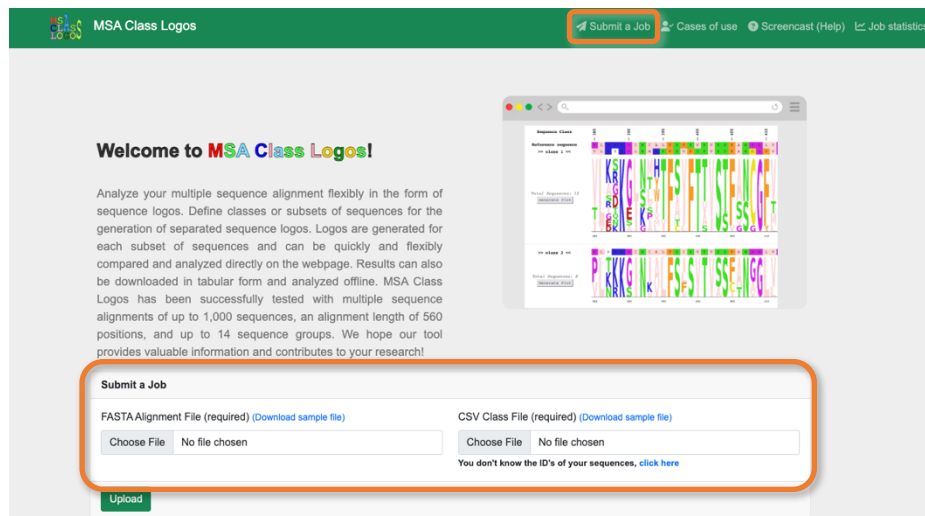 MSA Class Logos
Submit a Job
Cases of use
Screencast (Help)
Job statistics
Welcome to MSA Class Logos!
Analyze your multiple sequence alignment flexibly in the form of
sequence logos. Define classes or subsets of sequences for the
generation of separated sequence logos. Logos are generated for
each subset of sequences and can be quickly and flexibly
compared and analyzed directly on the webpage. Results can also
be downloaded in tabular form and analyzed offline. MSA Class
Logos has been successfully tested with multiple sequence
alignments of up to 1,000 sequences, an alignment length of 560
positions, and up to 14 sequence groups. We hope our tool
provides valuable information and contributes to your research!
Sequence Class
Reference sequence
>> class 1 <<
Total Sequences: 12
Generate Plot
>> class 2 <<
Generate Plot
Submit a Job
FASTA Alignment File (required) (Download sample file)
Choose File No file chosen
CSV Class File (required) (Download sample file)
Choose File No file chosen
You don't know the ID's of your sequences, click here
Upload